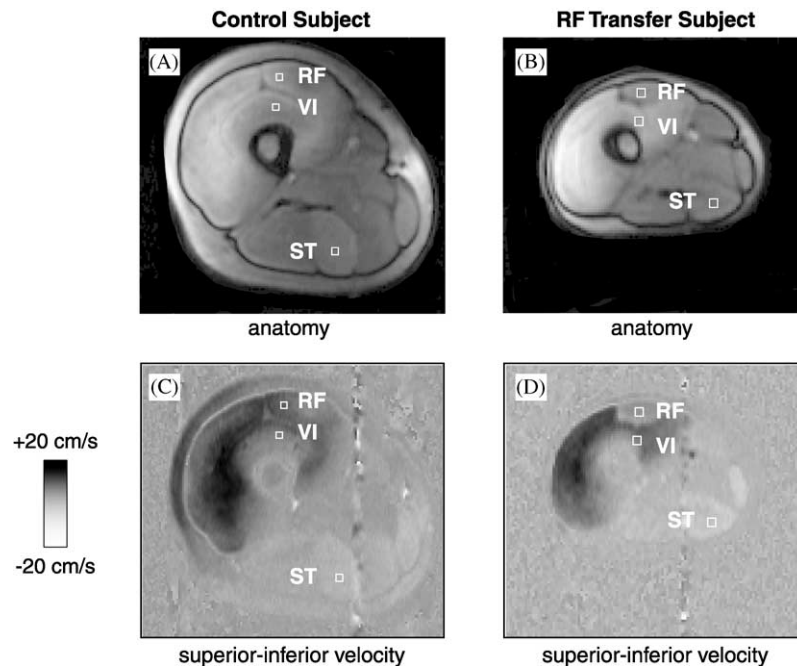 Control Subject
RF Transfer Subject
(A)
RF
VI
ST
anatomy
(B)
RF
VI
ST
anatomy
+20 cm/s
-20 cm/s
(C)
RF
VI
ST
superior-inferior velocity
(D)
RF
VI
ST
superior-inferior velocity